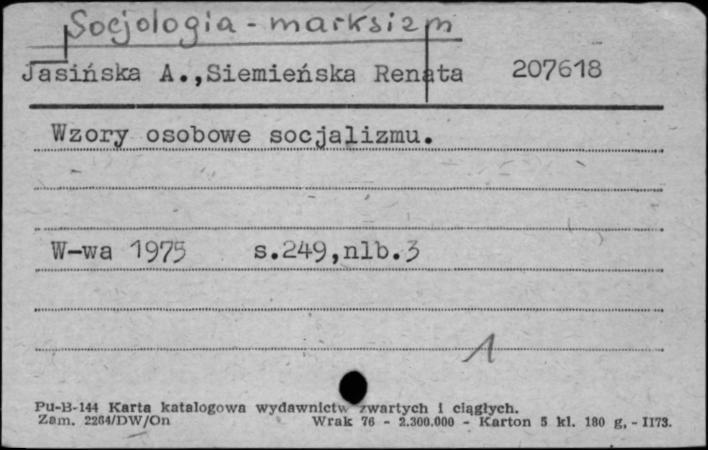 Socjologia - marksizm
Jasińska A.,Siemieńska Renata 207618
Wzory osobowe socjalizmu.
W-wa 1975 s.249,nlb.3
1
Pu-B-144 Karta katalogowa wydawnictw zwartych i ciągłych.
Zam. 2264/DW/On Wrak 76 - 2.300.000 - Karton 5 kl. 180 g, - II73.